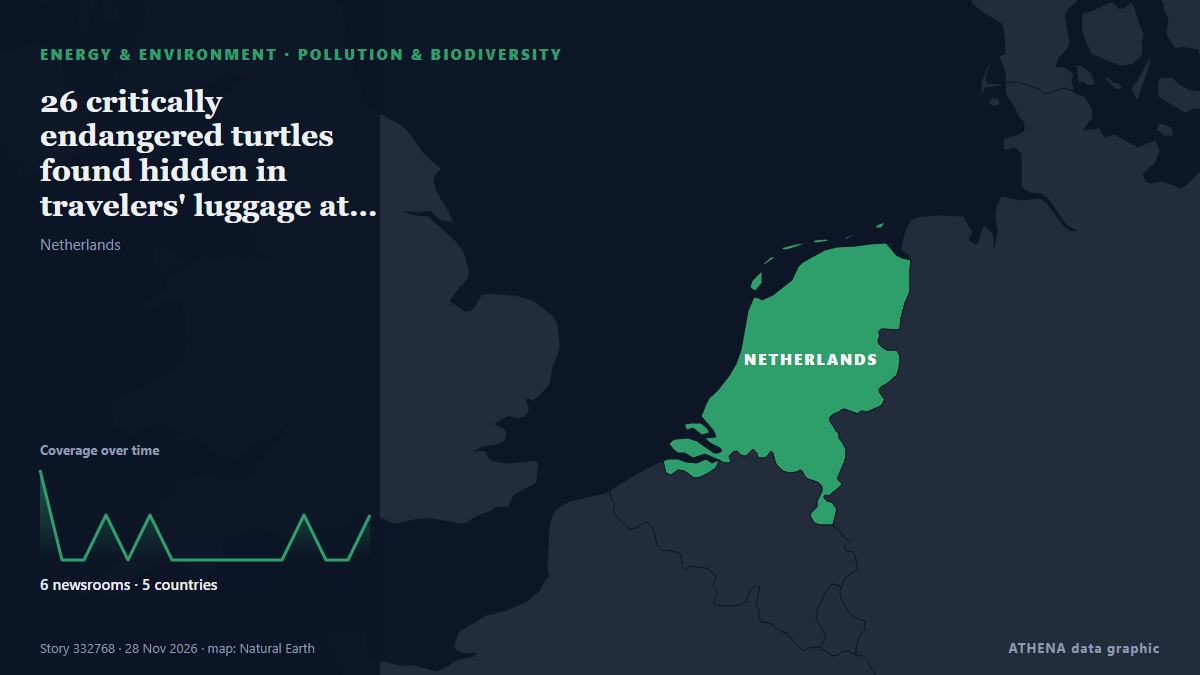 ENERGY & ENVIRONMENT · POLLUTION & BIODIVERSITY
26 critically
endangered turtles
found hidden in
travelers' luggage at...
Netherlands
NETHERLANDS
Coverage over time
6 newsrooms · 5 countries
Story 332768 · 28 Nov 2026 · map: Natural Earth
ATHENA data graphic